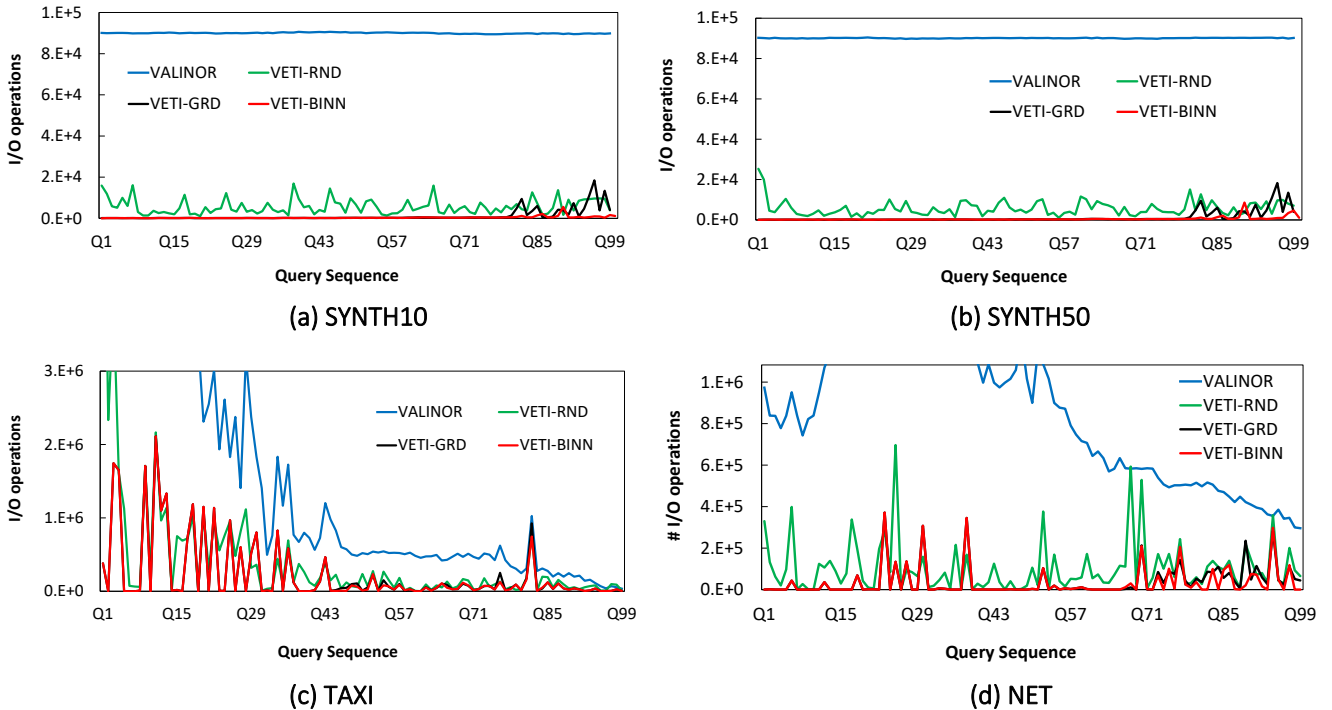 1.E+5
8.E+4
6.E+4
4.E+4
2.E+4
0.E+0
I/O operations
VALINOR VETI-RND
VETI-GRD VETI-BINN
Q1 Q15 Q29 Q43 Q57 Q71 Q85 Q99
Query Sequence
(a) SYNTH10
1.E+5
8.E+4
6.E+4
4.E+4
2.E+4
0.E+0
I/O operations
VALINOR VETI-RND
VETI-GRD VETI-BINN
Q1 Q15 Q29 Q43 Q57 Q71 Q85 Q99
Query Sequence
(b) SYNTH50
3.E+6
2.E+6
1.E+6
0.E+0
I/O operations
VALINOR VETI-RND
VETI-GRD VETI-BINN
Q1 Q15 Q29 Q43 Q57 Q71 Q85 Q99
Query Sequence
(c) TAXI
1.E+6
8.E+5
6.E+5
4.E+5
2.E+5
0.E+0
# I/O operations
VALINOR
VETI-RND
VETI-GRD
VETI-BINN
Q1 Q15 Q29 Q43 Q57 Q71 Q85 Q99
Query Sequence
(d) NET